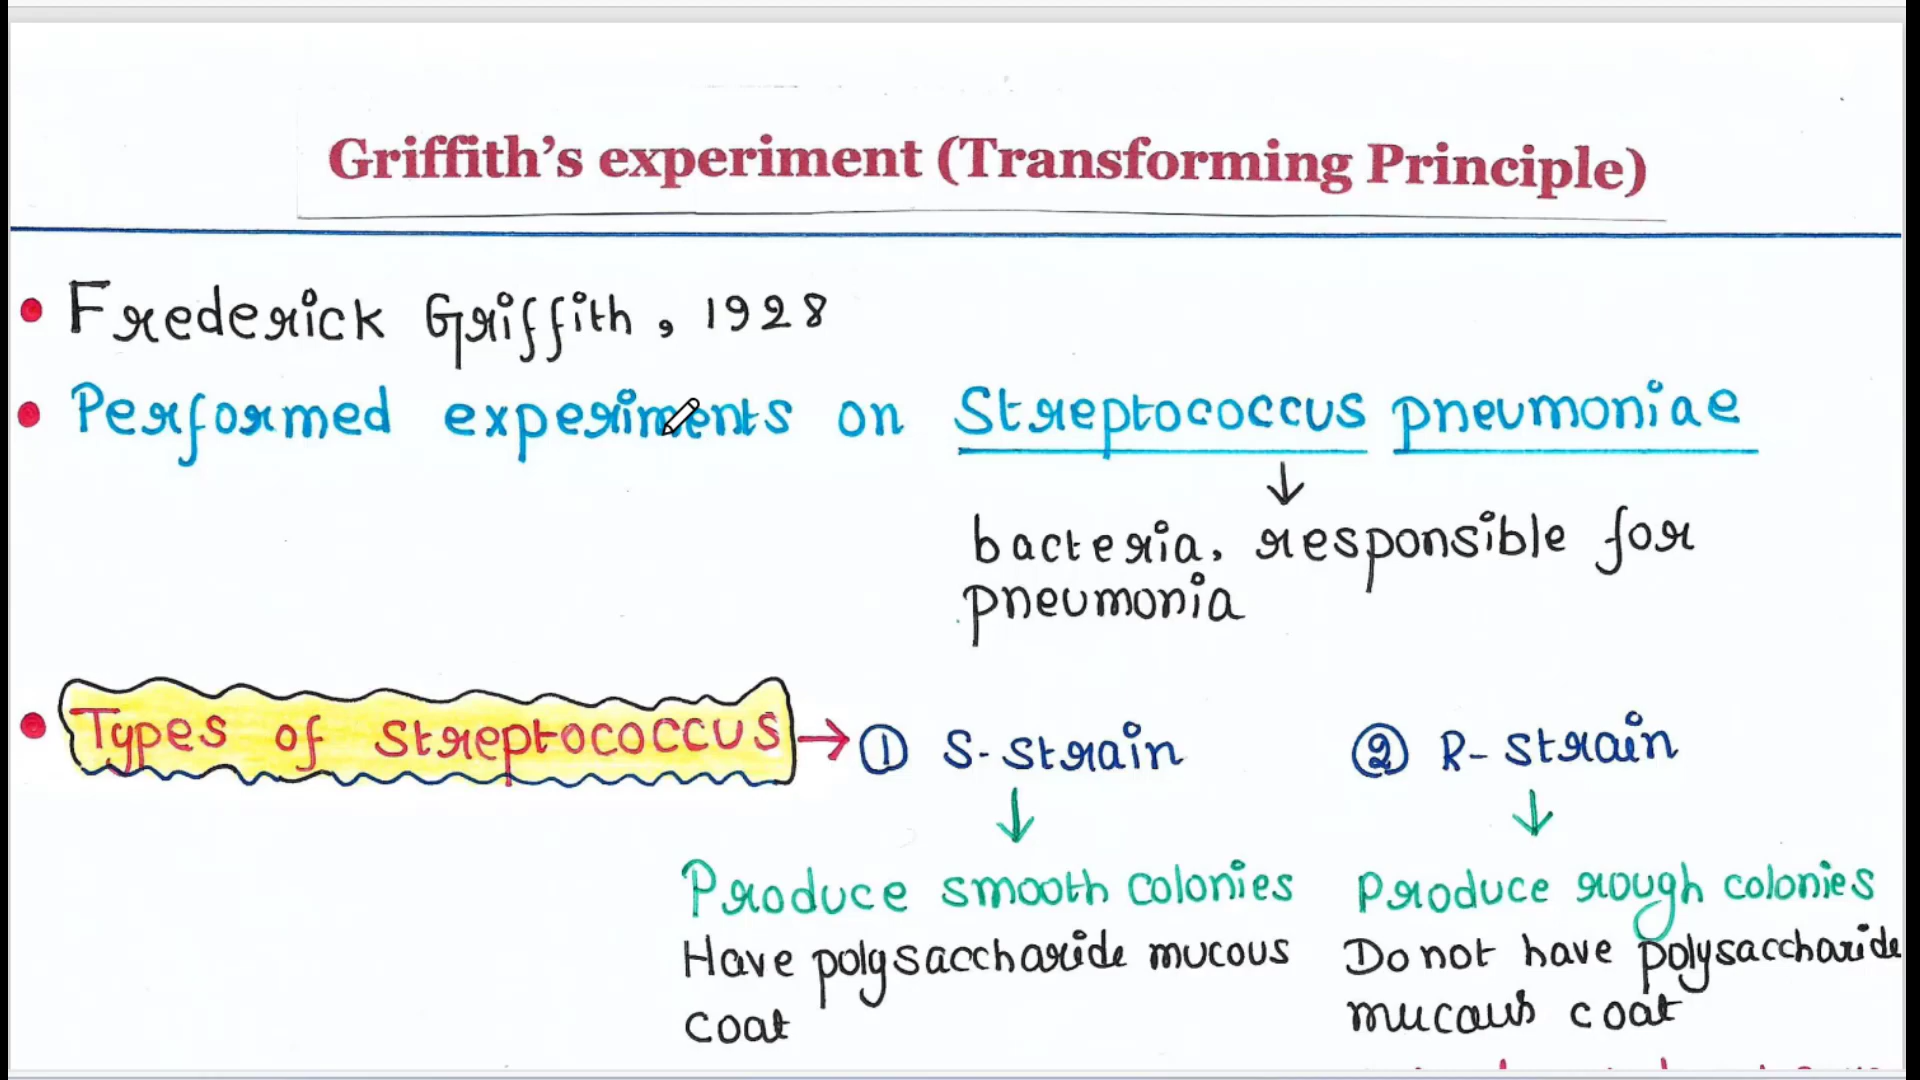 Griffith's experiment (Transforming Principle)
• Frederick Griffith, 1928
• Performed experiments on Streptococcus pneumoniae
↓
bacteria, responsible for
pneumonia
• Types of Streptococcus → ① S-Strain ② R-Strain
↓ ↓
Produce smooth colonies Produce rough colonies
Have polysaccharide mucous Do not have polysaccharide
coat mucous coat